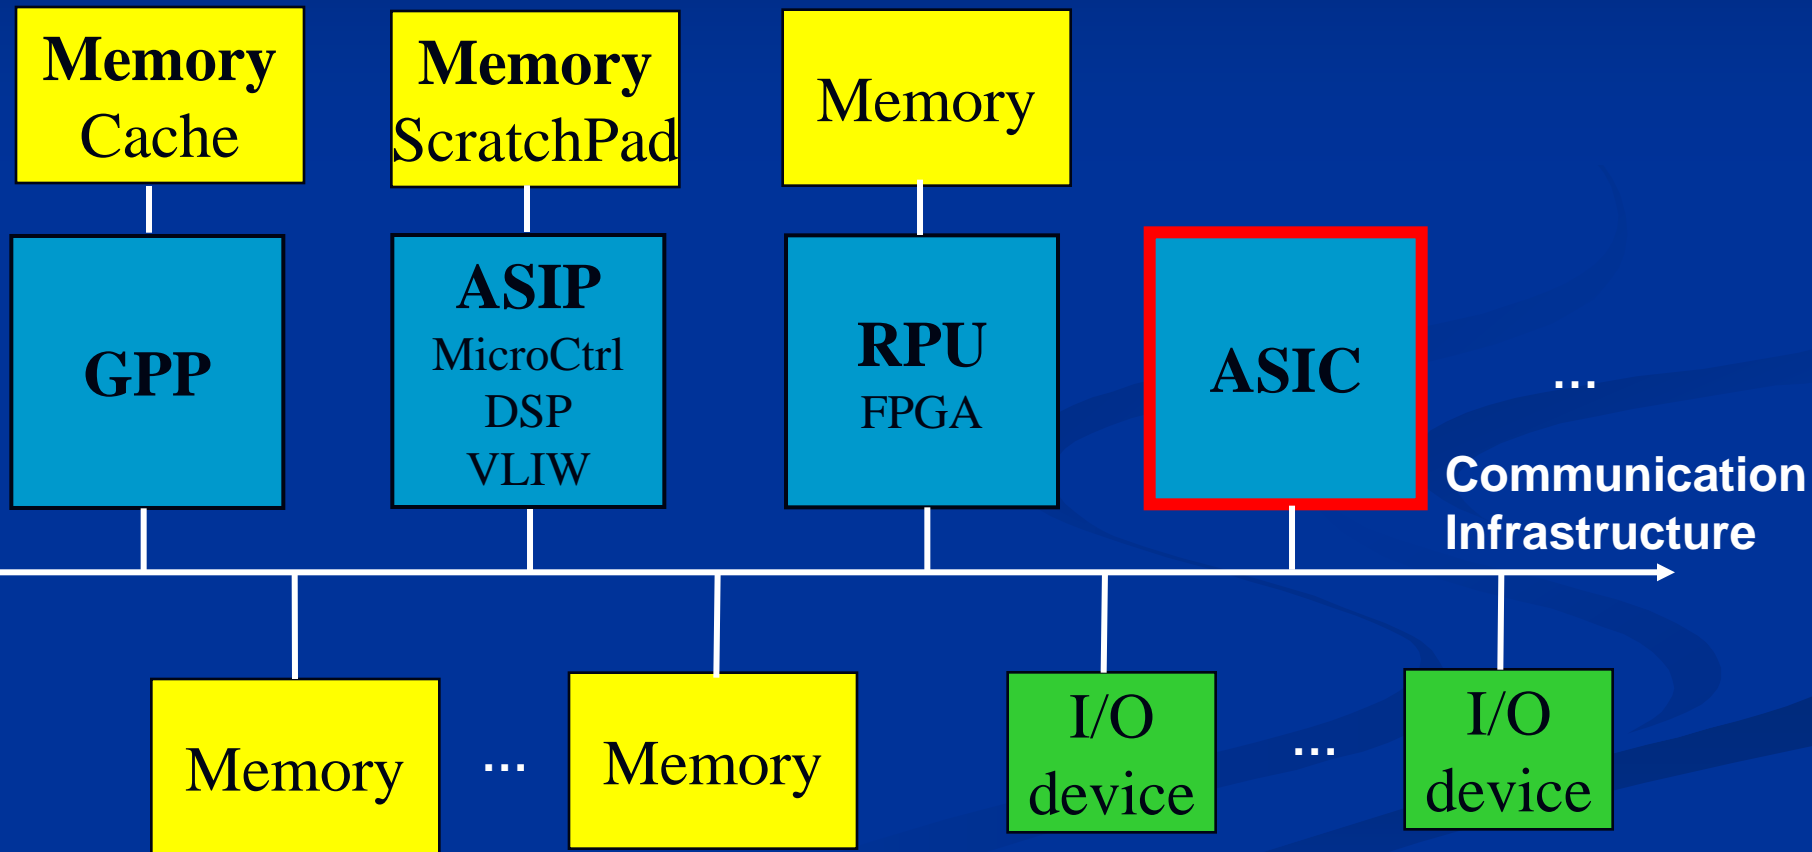 Memory
Cache
Memory
ScratchPad
Memory
GPP
ASIP
MicroCtrl
DSP
VLIW
RPU
FPGA
ASIC
...
Communication
Infrastructure
Memory
...
Memory
I/O
device
...
I/O
device